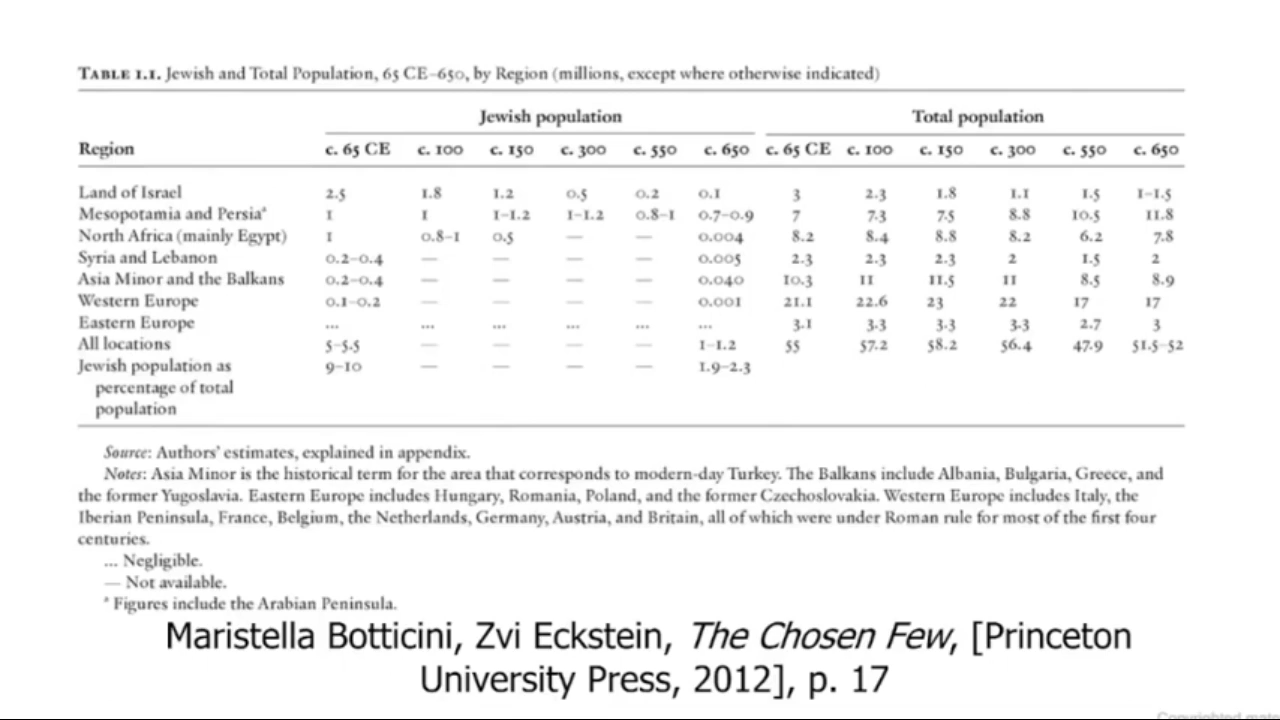 TABLE 1.1. Jewish and Total Population, 65 CE–650, by Region (millions, except where otherwise indicated)
Jewish population Total population
Region c. 65 CE c. 100 c. 150 c. 300 c. 550 c. 650 c. 65 CE c. 100 c. 150 c. 300 c. 550 c. 650
Land of Israel 2.5 1.8 1.2 0.5 0.2 0.1 3 2.3 1.8 1.1 1.5 1–1.5
Mesopotamia and Persiaᵃ 1 1 1–1.2 1–1.2 0.8–1 0.7–0.9 7 7.3 7.5 8.8 10.5 11.8
North Africa (mainly Egypt) 1 0.8–1 0.5 — — 0.004 8.2 8.4 8.8 8.2 6.2 7.8
Syria and Lebanon 0.2–0.4 — — — — 0.005 2.3 2.3 2.3 2 1.5 2
Asia Minor and the Balkans 0.2–0.4 — — — — 0.040 10.3 11 11.5 11 8.5 8.9
Western Europe 0.1–0.2 — — — — 0.001 21.1 22.6 23 22 17 17
Eastern Europe ... ... ... ... ... ... 3.1 3.3 3.3 3.3 2.7 3
All locations 5–5.5 — — — — 1–1.2 55 57.2 58.2 56.4 47.9 51.5–52
Jewish population as 9–10 — — — — 1.9–2.3
percentage of total
population
Source: Authors' estimates, explained in appendix.
Notes: Asia Minor is the historical term for the area that corresponds to modern-day Turkey. The Balkans include Albania, Bulgaria, Greece, and
the former Yugoslavia. Eastern Europe includes Hungary, Romania, Poland, and the former Czechoslovakia. Western Europe includes Italy, the
Iberian Peninsula, France, Belgium, the Netherlands, Germany, Austria, and Britain, all of which were under Roman rule for most of the first four
centuries.
... Negligible.
— Not available.
ᵃ Figures include the Arabian Peninsula.
Maristella Botticini, Zvi Eckstein, The Chosen Few, [Princeton
University Press, 2012], p. 17